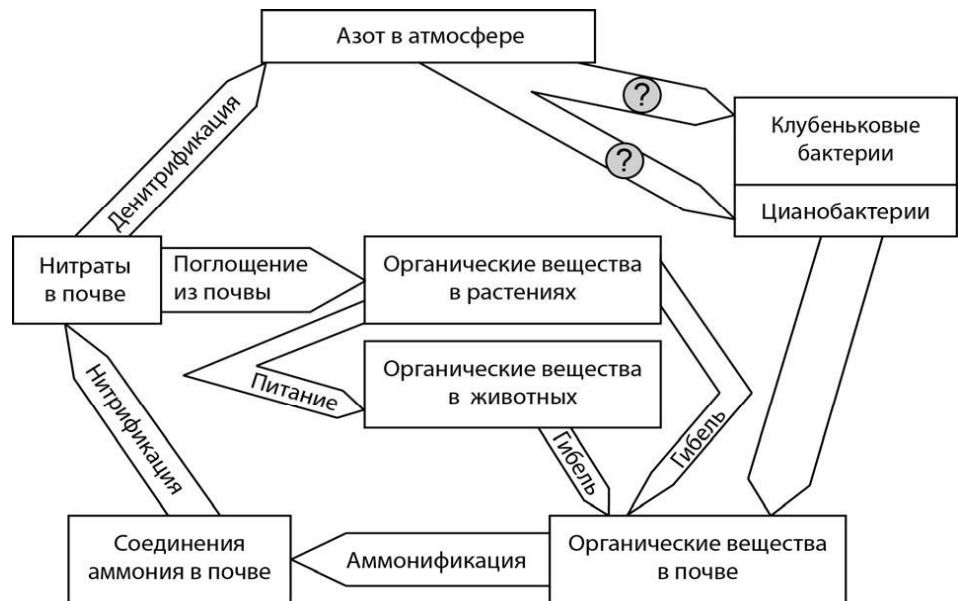 Азот в атмосфере
?
?
Клубеньковые
бактерии
Цианобактерии
Денитрификация
Нитраты
в почве
Поглощение
из почвы
Органические вещества
в растениях
Питание
Органические вещества
в животных
Гибель
Гибель
Нитрификация
Соединения
аммония в почве
Аммонификация
Органические вещества
в почве